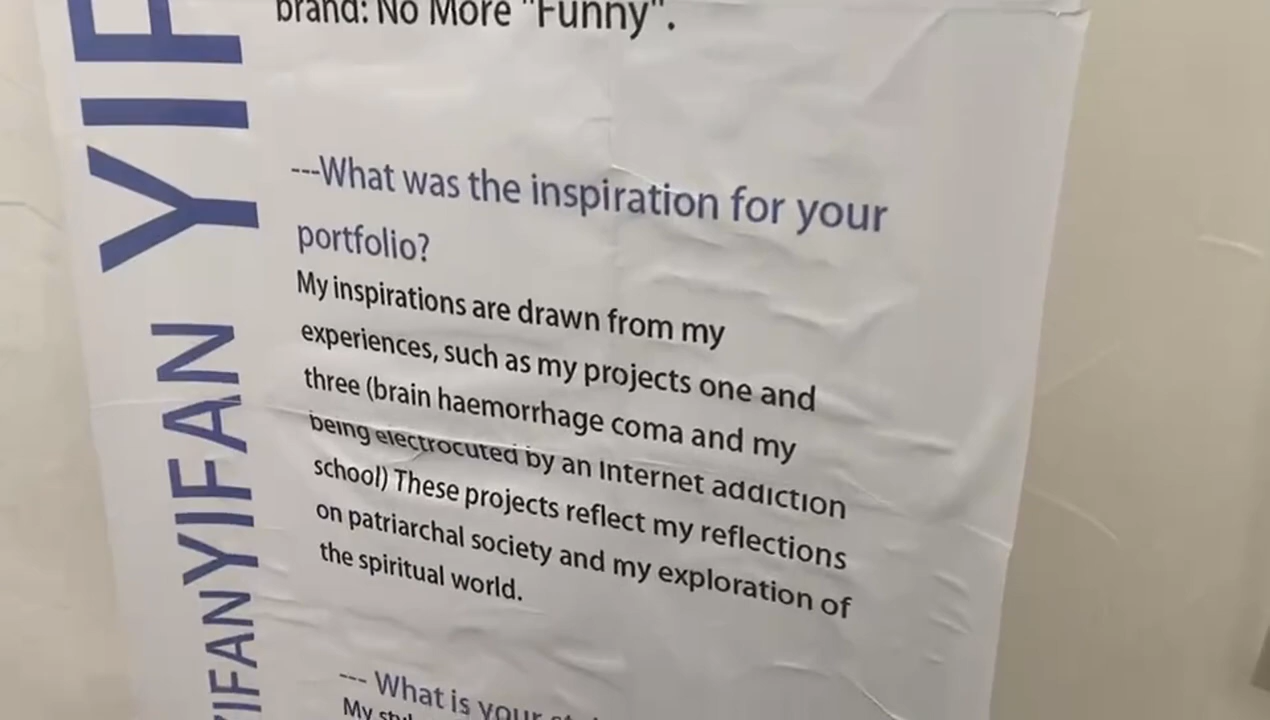 brand: No More "Funny".
---What was the inspiration for your
portfolio?
My inspirations are drawn from my
experiences, such as my projects one and
three (brain haemorrhage coma and my
being electrocuted by an Internet addiction
school) These projects reflect my reflections
on patriarchal society and my exploration of
the spiritual world.
--- What is your
My
YIFAN
YIFAN